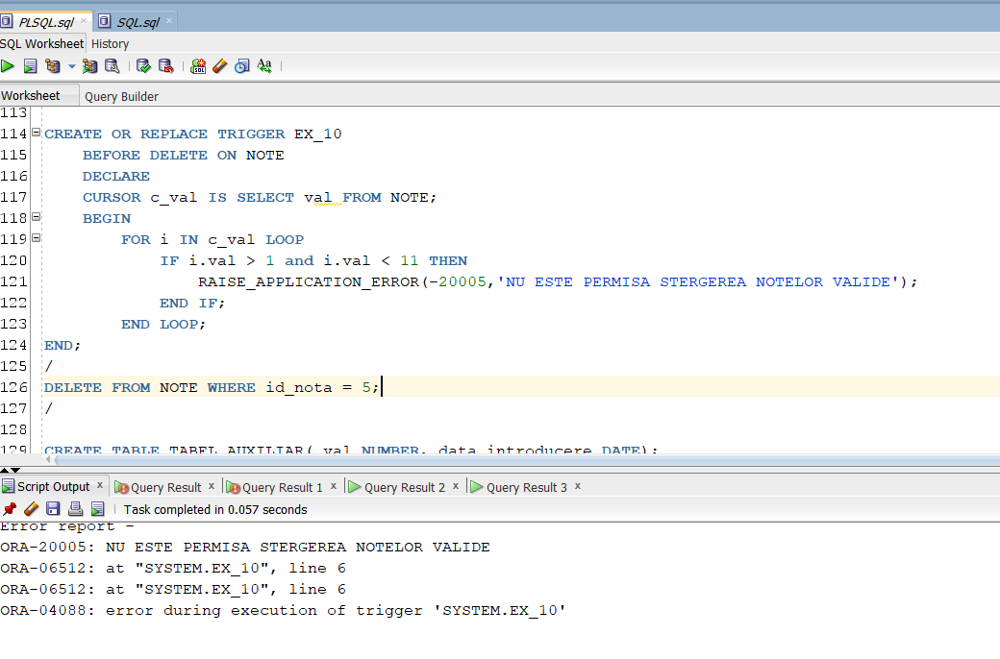 PLSQL.sql × SQL.sql ×
SQL Worksheet History
Worksheet Query Builder
113
114 CREATE OR REPLACE TRIGGER EX_10
115 BEFORE DELETE ON NOTE
116 DECLARE
117 CURSOR c_val IS SELECT val FROM NOTE;
118 BEGIN
119 FOR i IN c_val LOOP
120 IF i.val > 1 and i.val < 11 THEN
121 RAISE_APPLICATION_ERROR(-20005,'NU ESTE PERMISA STERGEREA NOTELOR VALIDE');
122 END IF;
123 END LOOP;
124 END;
125 /
126 DELETE FROM NOTE WHERE id_nota = 5;
127 /
128
129 CREATE TABLE TABEL_AUXILIAR( val NUMBER, data_introducere DATE);
Script Output × Query Result × Query Result 1 × Query Result 2 × Query Result 3 ×
Task completed in 0.057 seconds
Error report -
ORA-20005: NU ESTE PERMISA STERGEREA NOTELOR VALIDE
ORA-06512: at "SYSTEM.EX_10", line 6
ORA-06512: at "SYSTEM.EX_10", line 6
ORA-04088: error during execution of trigger 'SYSTEM.EX_10'